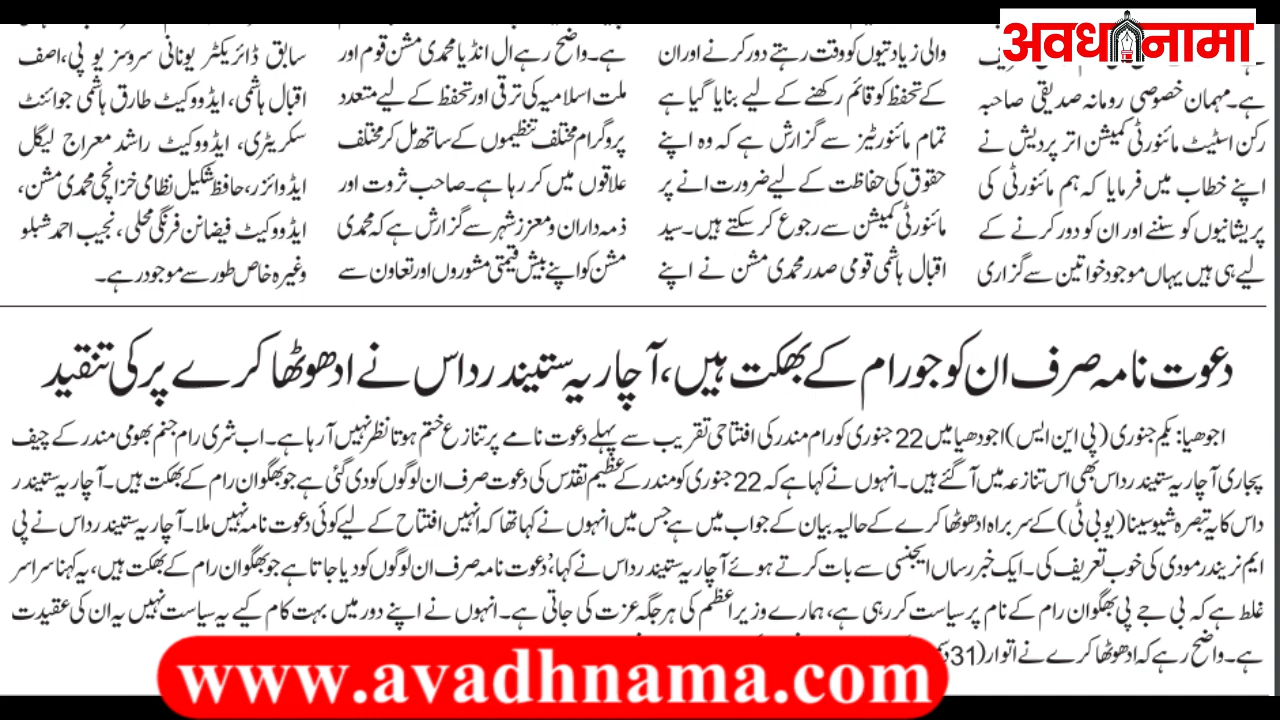 अवधनामा
ہے۔مہمان خصوصی رومانہ صدیقی صاحبہ
رکن اسٹیٹ مائنورٹی کمیشن اتر پردیش نے
اپنے خطاب میں فرمایا کہ ہم مائنورٹی کی
پریشانیوں کو سننے اور ان کو دور کرنے کے
لیے ہی ہیں یہاں موجود خواتین سے گزاری
والی زیادتیوں کو وقت رہتے دور کرنے اور ان
کے تحفظ کو قائم رکھنے کے لیے بنایا گیا ہے
تمام مائنورٹیز سے گزارش ہے کہ وہ اپنے
حقوق کی حفاظت کے لیے ضرورت انے پر
مائنورٹی کمیشن سے رجوع کر سکتے ہیں۔سید
اقبال ہاشمی قومی صدر محمدی مشن نے اپنے
ہے۔واضح رہے ال انڈیا محمدی مشن قوم اور
ملت اسلامیہ کی ترقی اور تحفظ کے لیے متعدد
پروگرام مختلف تنظیموں کے ساتھ مل کر مختلف
علاقوں میں کر رہا ہے۔صاحب ثروت اور
ذمہ داران و معزز شہر سے گزارش ہے کہ محمدی
مشن کو اپنے بیش قیمتی مشوروں اور تعاون سے
سابق ڈائریکٹر یونانی سروسز یو پی،اصف
اقبال ہاشمی، ایڈووکیٹ طارق ہاشمی جوائنٹ
سکریٹری، ایڈووکیٹ راشد معراج لیگل
ایڈوائزر، حافظ شکیل نظامی خزانچی محمدی مشن،
ایڈووکیٹ فیضانن فرنگی محلی، نجیب احمد شبلو
وغیرہ خاص طور سے موجود رہے۔
دعوت نامہ صرف ان کو جو رام کے بھکت ہیں، آچاریہ ستیندر داس نے ادھوٹھاکرے پر کی تنقید
اجودھیا: یکم جنوری (پی این ایس) اجودھیا میں 22 جنوری کو رام مندر کی افتتاحی تقریب سے پہلے دعوت نامے پر تنازع ختم ہوتا نظر نہیں آ رہا ہے۔ اب شری رام جنم بھومی مندر کے چیف
پجاری آچاریہ ستیندر داس بھی اس تنازعہ میں آ گئے ہیں۔ انہوں نے کہا ہے کہ 22 جنوری کو مندر کے عظیم تقدس کی دعوت صرف ان لوگوں کو دی گئی ہے جو بھگوان رام کے بھکت ہیں۔ آچاریہ ستیندر
داس کا یہ تبصرہ شیو سینا (یو بی ٹی) کے سربراہ ادھوٹھاکرے کے حالیہ بیان کے جواب میں ہے جس میں انہوں نے کہا تھا کہ انہیں افتتاح کے لیے کوئی دعوت نامہ نہیں ملا۔ آچاریہ ستیندر داس نے پی
ایم نریندر مودی کی خوب تعریف کی۔ ایک خبر رساں ایجنسی سے بات کرتے ہوئے آچاریہ ستیندر داس نے کہا، ’دعوت نامہ صرف ان لوگوں کو دیا جاتا ہے جو بھگوان رام کے بھکت ہیں، یہ کہنا سراسر
غلط ہے کہ بی جے پی بھگوان رام کے نام پر سیاست کر رہی ہے، ہمارے وزیر اعظم کی ہر جگہ عزت کی جاتی ہے۔ انہوں نے اپنے دور میں بہت کام کیے یہ سیاست نہیں یہ ان کی عقیدت
ہے۔ واضح رہے کہ ادھوٹھاکرے نے اتوار (31
www.avadhnama.com